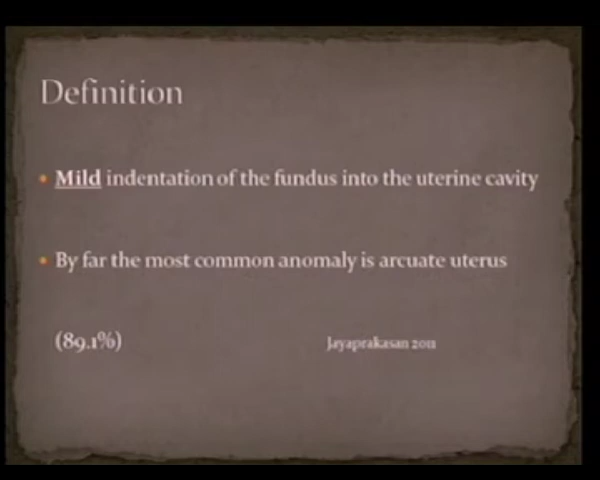 Definition
Mild indentation of the fundus into the uterine cavity
By far the most common anomaly is arcuate uterus
(89.1%) Jayaprakasan 2011